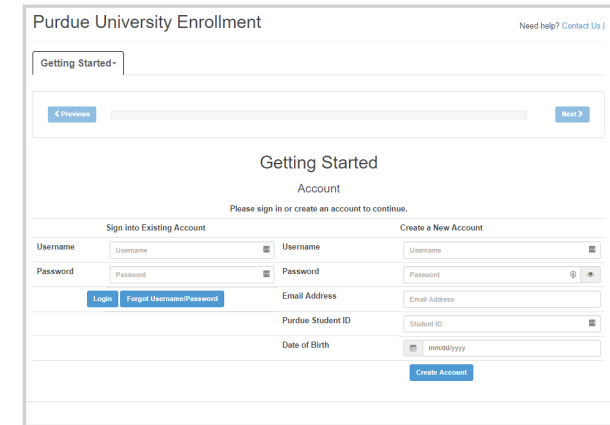 Purdue University Enrollment
Need help? Contact Us |
Getting Started
Previous
Next
Getting Started
Account
Please sign in or create an account to continue.
Sign into Existing Account
Create a New Account
Username
Username
Username
Username
Password
Password
Password
Password
Login
Forgot Username/Password
Email Address
Email Address
Purdue Student ID
Student ID
Date of Birth
mm/dd/yyyy
Create Account